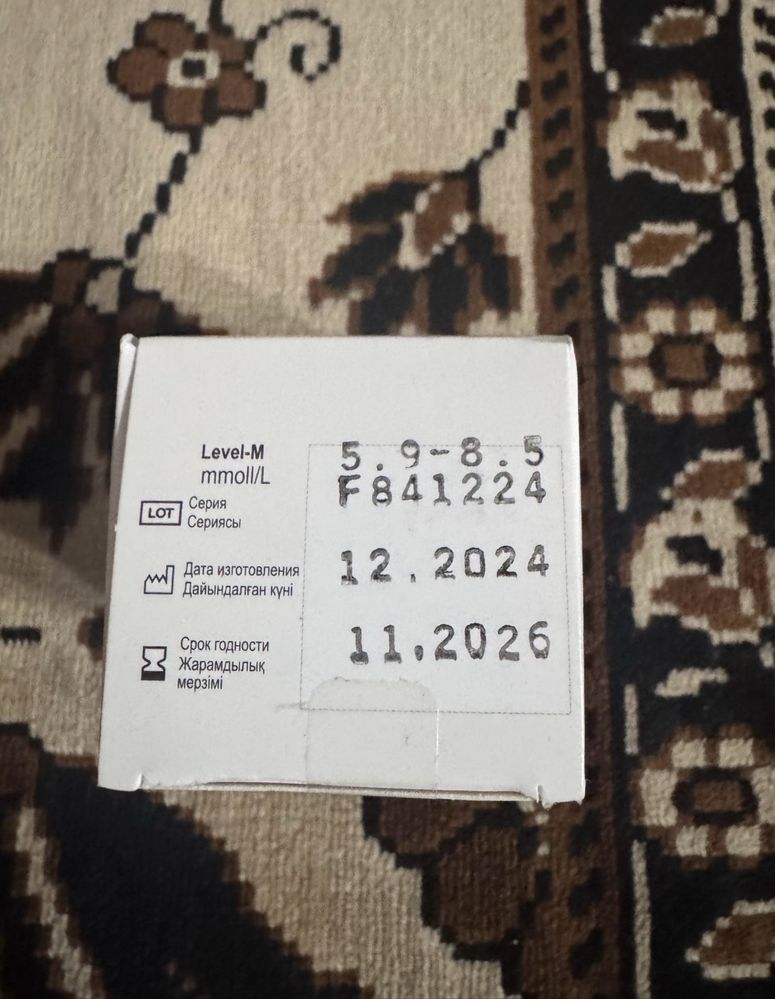 Level-M 5.9-8.5
mmoll/L F841224
LOT Серия
Сериясы
Дата изготовления 12.2024
Дайындалған күні
Срок годности 11.2026
Жарамдылық
мерзімі